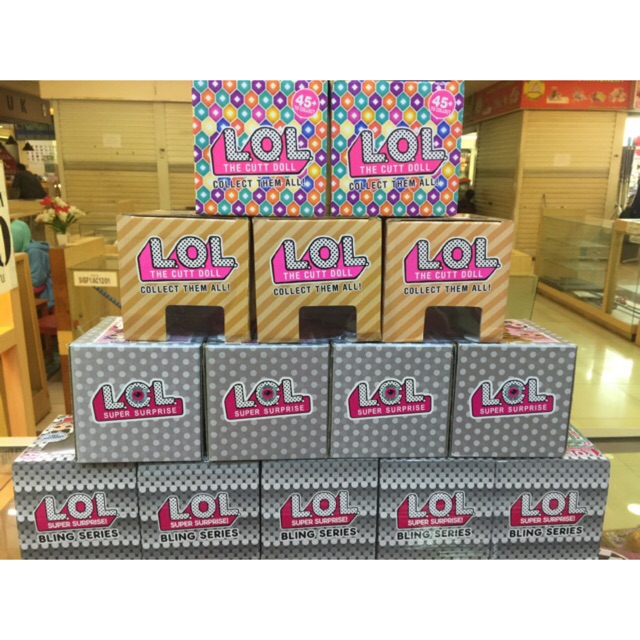 45+
L.O.L
THE CUTT DOLL
COLLECT THEM ALL!
45+
L.O.L
THE CUTT DOLL
COLLECT THEM ALL!
L.O.L
THE CUTT DOLL
COLLECT THEM ALL!
L.O.L
THE CUTT DOLL
COLLECT THEM ALL!
L.O.L
THE CUTT DOLL
COLLECT THEM ALL!
L.O.L
SUPER SURPRISE
L.O.L
SUPER SURPRISE
L.O.L
SUPER SURPRISE
L.O.L
SUPER SURPRISE
L.O.L
SUPER SURPRISE!
BLING SERIES
L.O.L
SUPER SURPRISE!
BLING SERIES
L.O.L
SUPER SURPRISE!
BLING SERIES
L.O.L
SUPER SURPRISE!
BLING SERIES
L.O.L
SUPER SURPRISE!
BLING SERIES